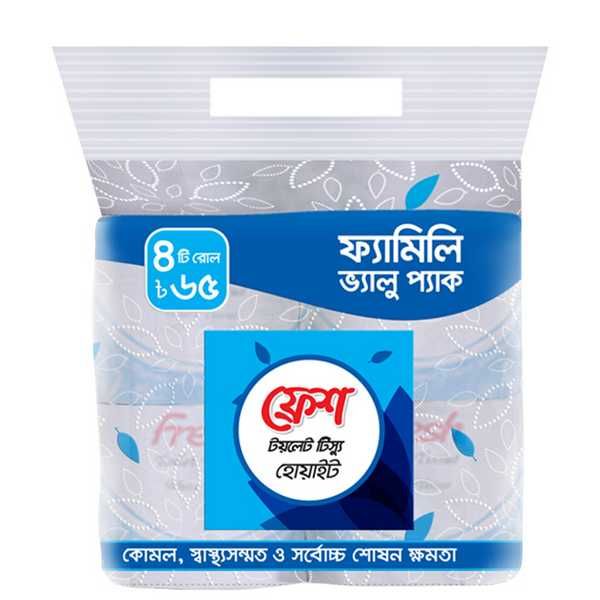 ৪টি রোল
৳৬৫
ফ্যামিলি
ভ্যালু প্যাক
ফ্রেশ
টয়লেট টিস্যু
হোয়াইট
কোমল, স্বাস্থ্যসম্মত ও সর্বোচ্চ শোষন ক্ষমতা